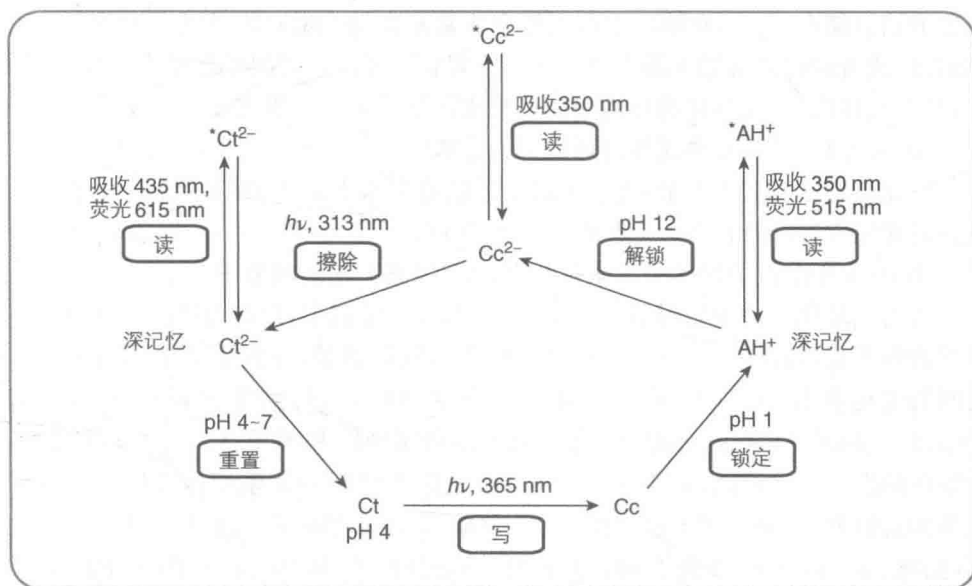 *Cc²⁻
吸收350 nm
读
*Ct²⁻
*AH⁺
吸收 435 nm,
荧光 615 nm
读
吸收 350 nm
荧光 515 nm
读
hν, 313 nm
擦除
Cc²⁻
pH 12
解锁
深记忆
Ct²⁻
AH⁺
深记忆
pH 4~7
重置
pH 1
锁定
Ct
pH 4
hν, 365 nm
写
Cc